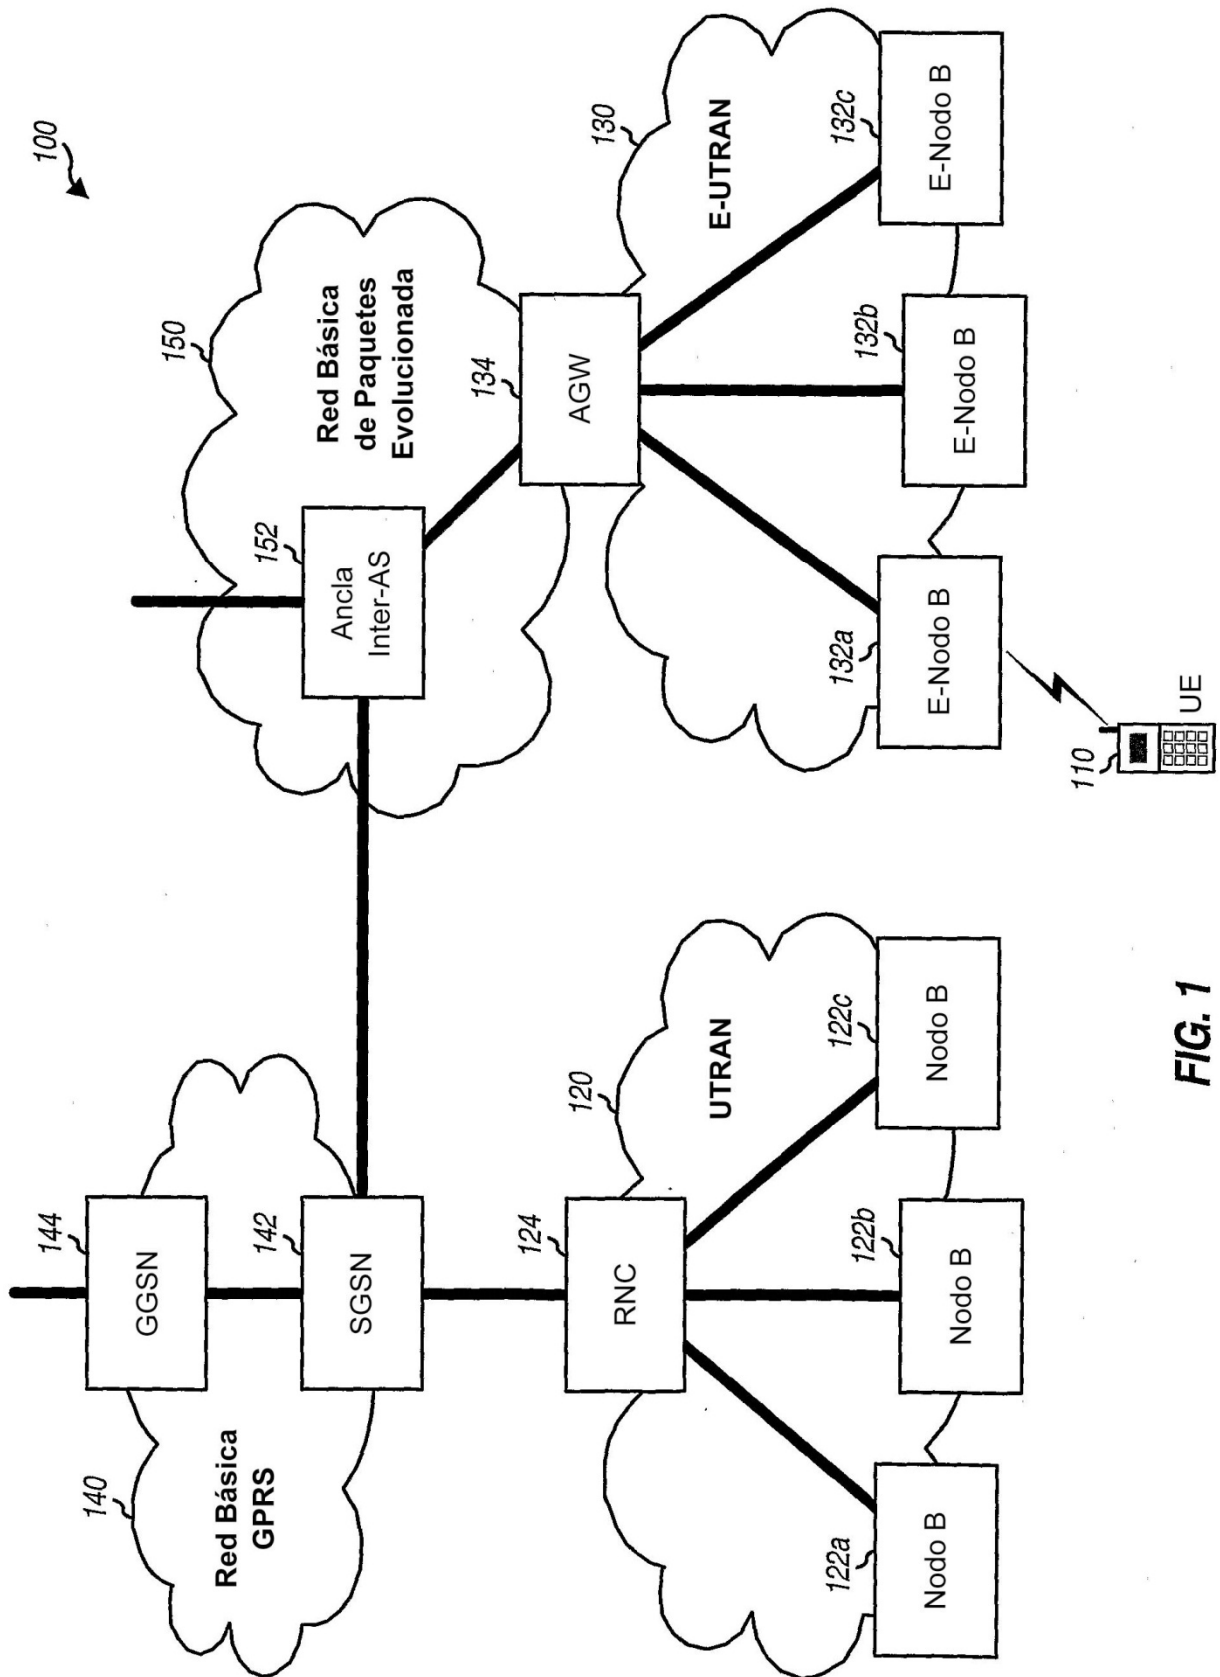 100
144
GGSN
140
Red Básica
GPRS
142
SGSN
150
Red Básica
de Paquetes
Evolucionada
152
Ancla
Inter-AS
134
AGW
124
RNC
120
UTRAN
130
E-UTRAN
122a
Nodo B
122b
Nodo B
122c
Nodo B
132a
E-Nodo B
132b
E-Nodo B
132c
E-Nodo B
110
UE
FIG. 1